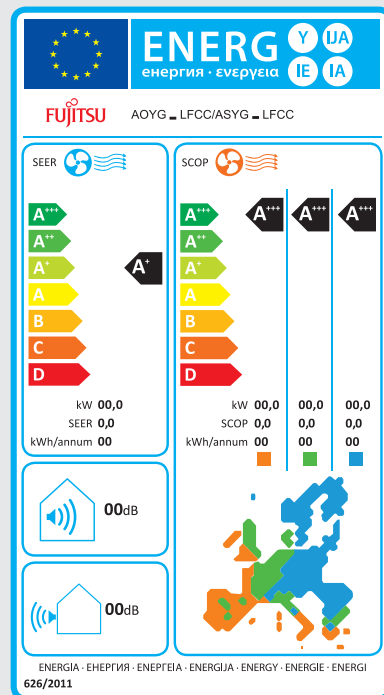 ENERG
енергия · ενεργεια
Y IJA
IE IA
FUJITSU
AOYG _ LFCC/ASYG _ LFCC
SEER
A+++
A++
A+
A
B
C
D
A+
kW 00,0
SEER 0,0
kWh/annum 00
SCOP
A+++
A++
A+
A
B
C
D
A+++ A+++ A+++
kW 00,0 00,0 00,0
SCOP 0,0 0,0 0,0
kWh/annum 00 00 00
00dB
00dB
ENERGIA · ЕНЕРГИЯ · ΕΝΕΡΓΕΙΑ · ENERGIJA · ENERGY · ENERGIE · ENERGI
626/2011